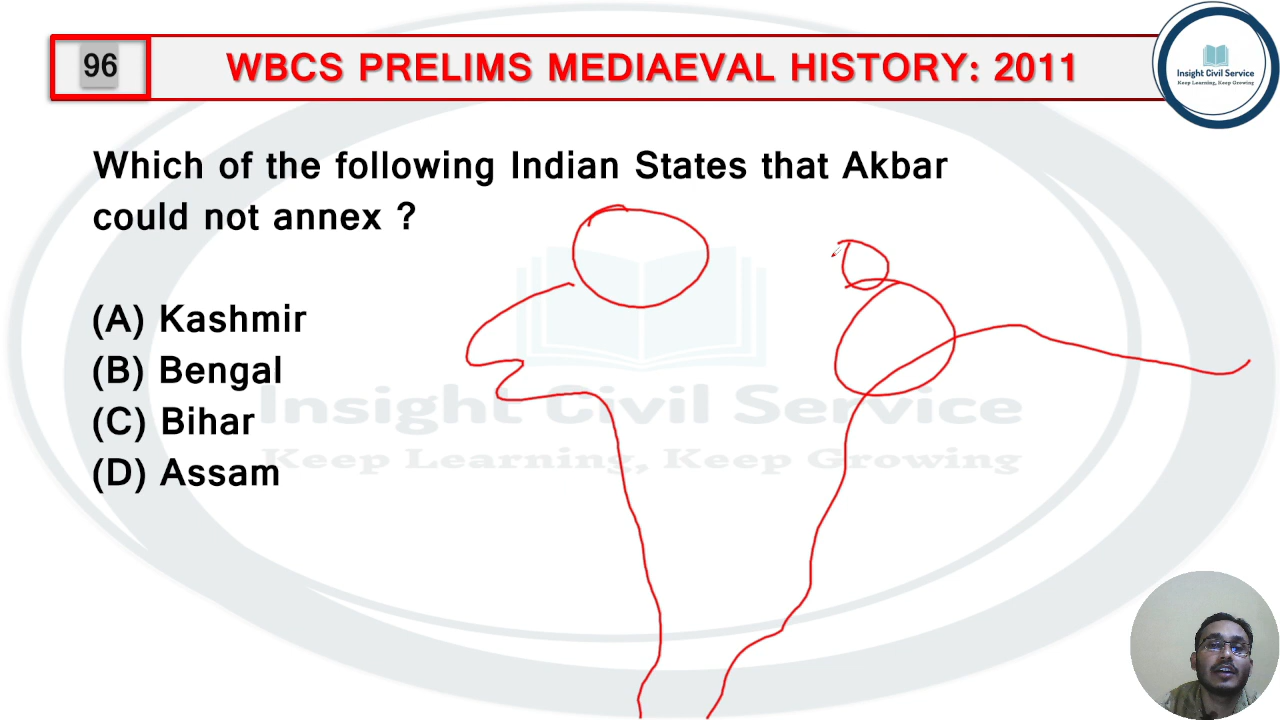 96
WBCS PRELIMS MEDIAEVAL HISTORY: 2011
Insight Civil Service
Keep Learning, Keep Growing
Which of the following Indian States that Akbar
could not annex ?
(A) Kashmir
(B) Bengal
(C) Bihar
(D) Assam
Insight Civil Service
Keep Learning, Keep Growing